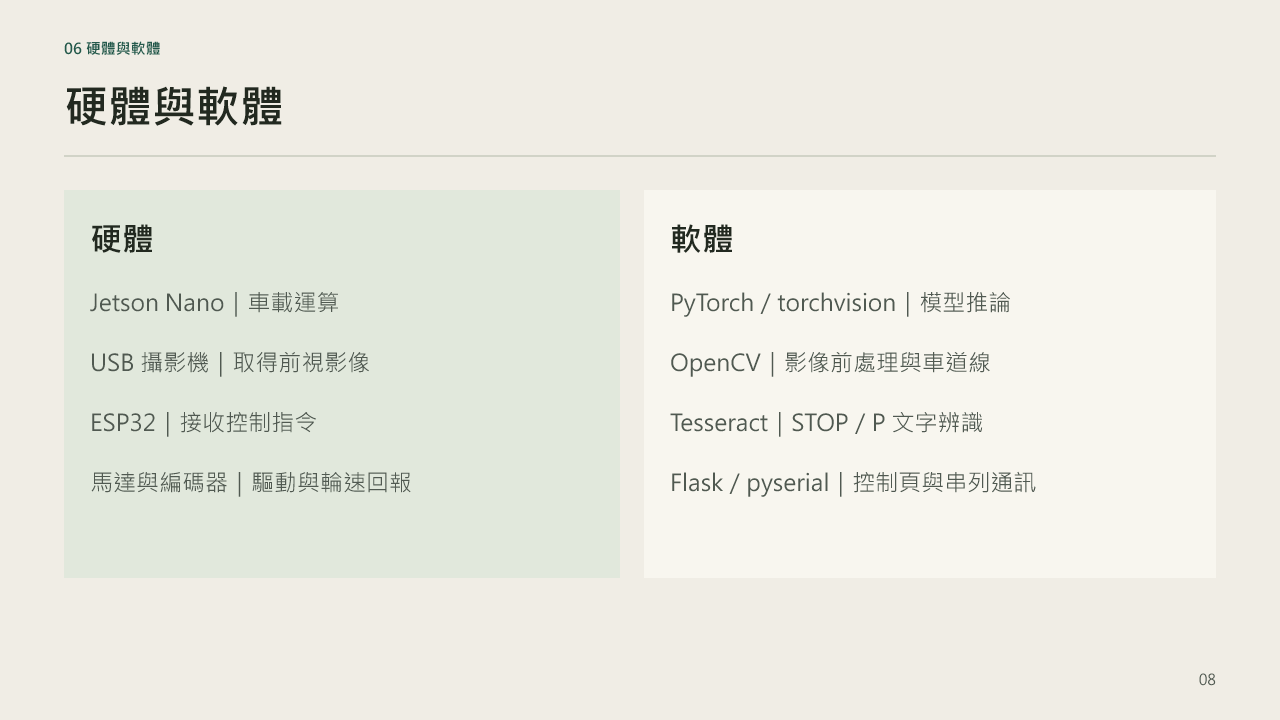 06 硬體與軟體
硬體與軟體
硬體
Jetson Nano｜車載運算
USB 攝影機｜取得前視影像
ESP32｜接收控制指令
馬達與編碼器｜驅動與輪速回報
軟體
PyTorch / torchvision｜模型推論
OpenCV｜影像前處理與車道線
Tesseract｜STOP / P 文字辨識
Flask / pyserial｜控制頁與串列通訊
08